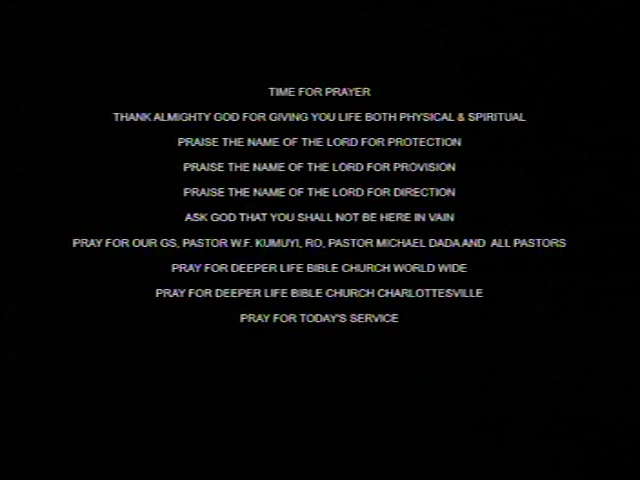 TIME FOR PRAYER
THANK ALMIGHTY GOD FOR GIVING YOU LIFE BOTH PHYSICAL & SPIRITUAL
PRAISE THE NAME OF THE LORD FOR PROTECTION
PRAISE THE NAME OF THE LORD FOR PROVISION
PRAISE THE NAME OF THE LORD FOR DIRECTION
ASK GOD THAT YOU SHALL NOT BE HERE IN VAIN
PRAY FOR OUR GS, PASTOR W.F. KUMUYI, RO, PASTOR MICHAEL DADA AND ALL PASTORS
PRAY FOR DEEPER LIFE BIBLE CHURCH WORLD WIDE
PRAY FOR DEEPER LIFE BIBLE CHURCH CHARLOTTESVILLE
PRAY FOR TODAY'S SERVICE